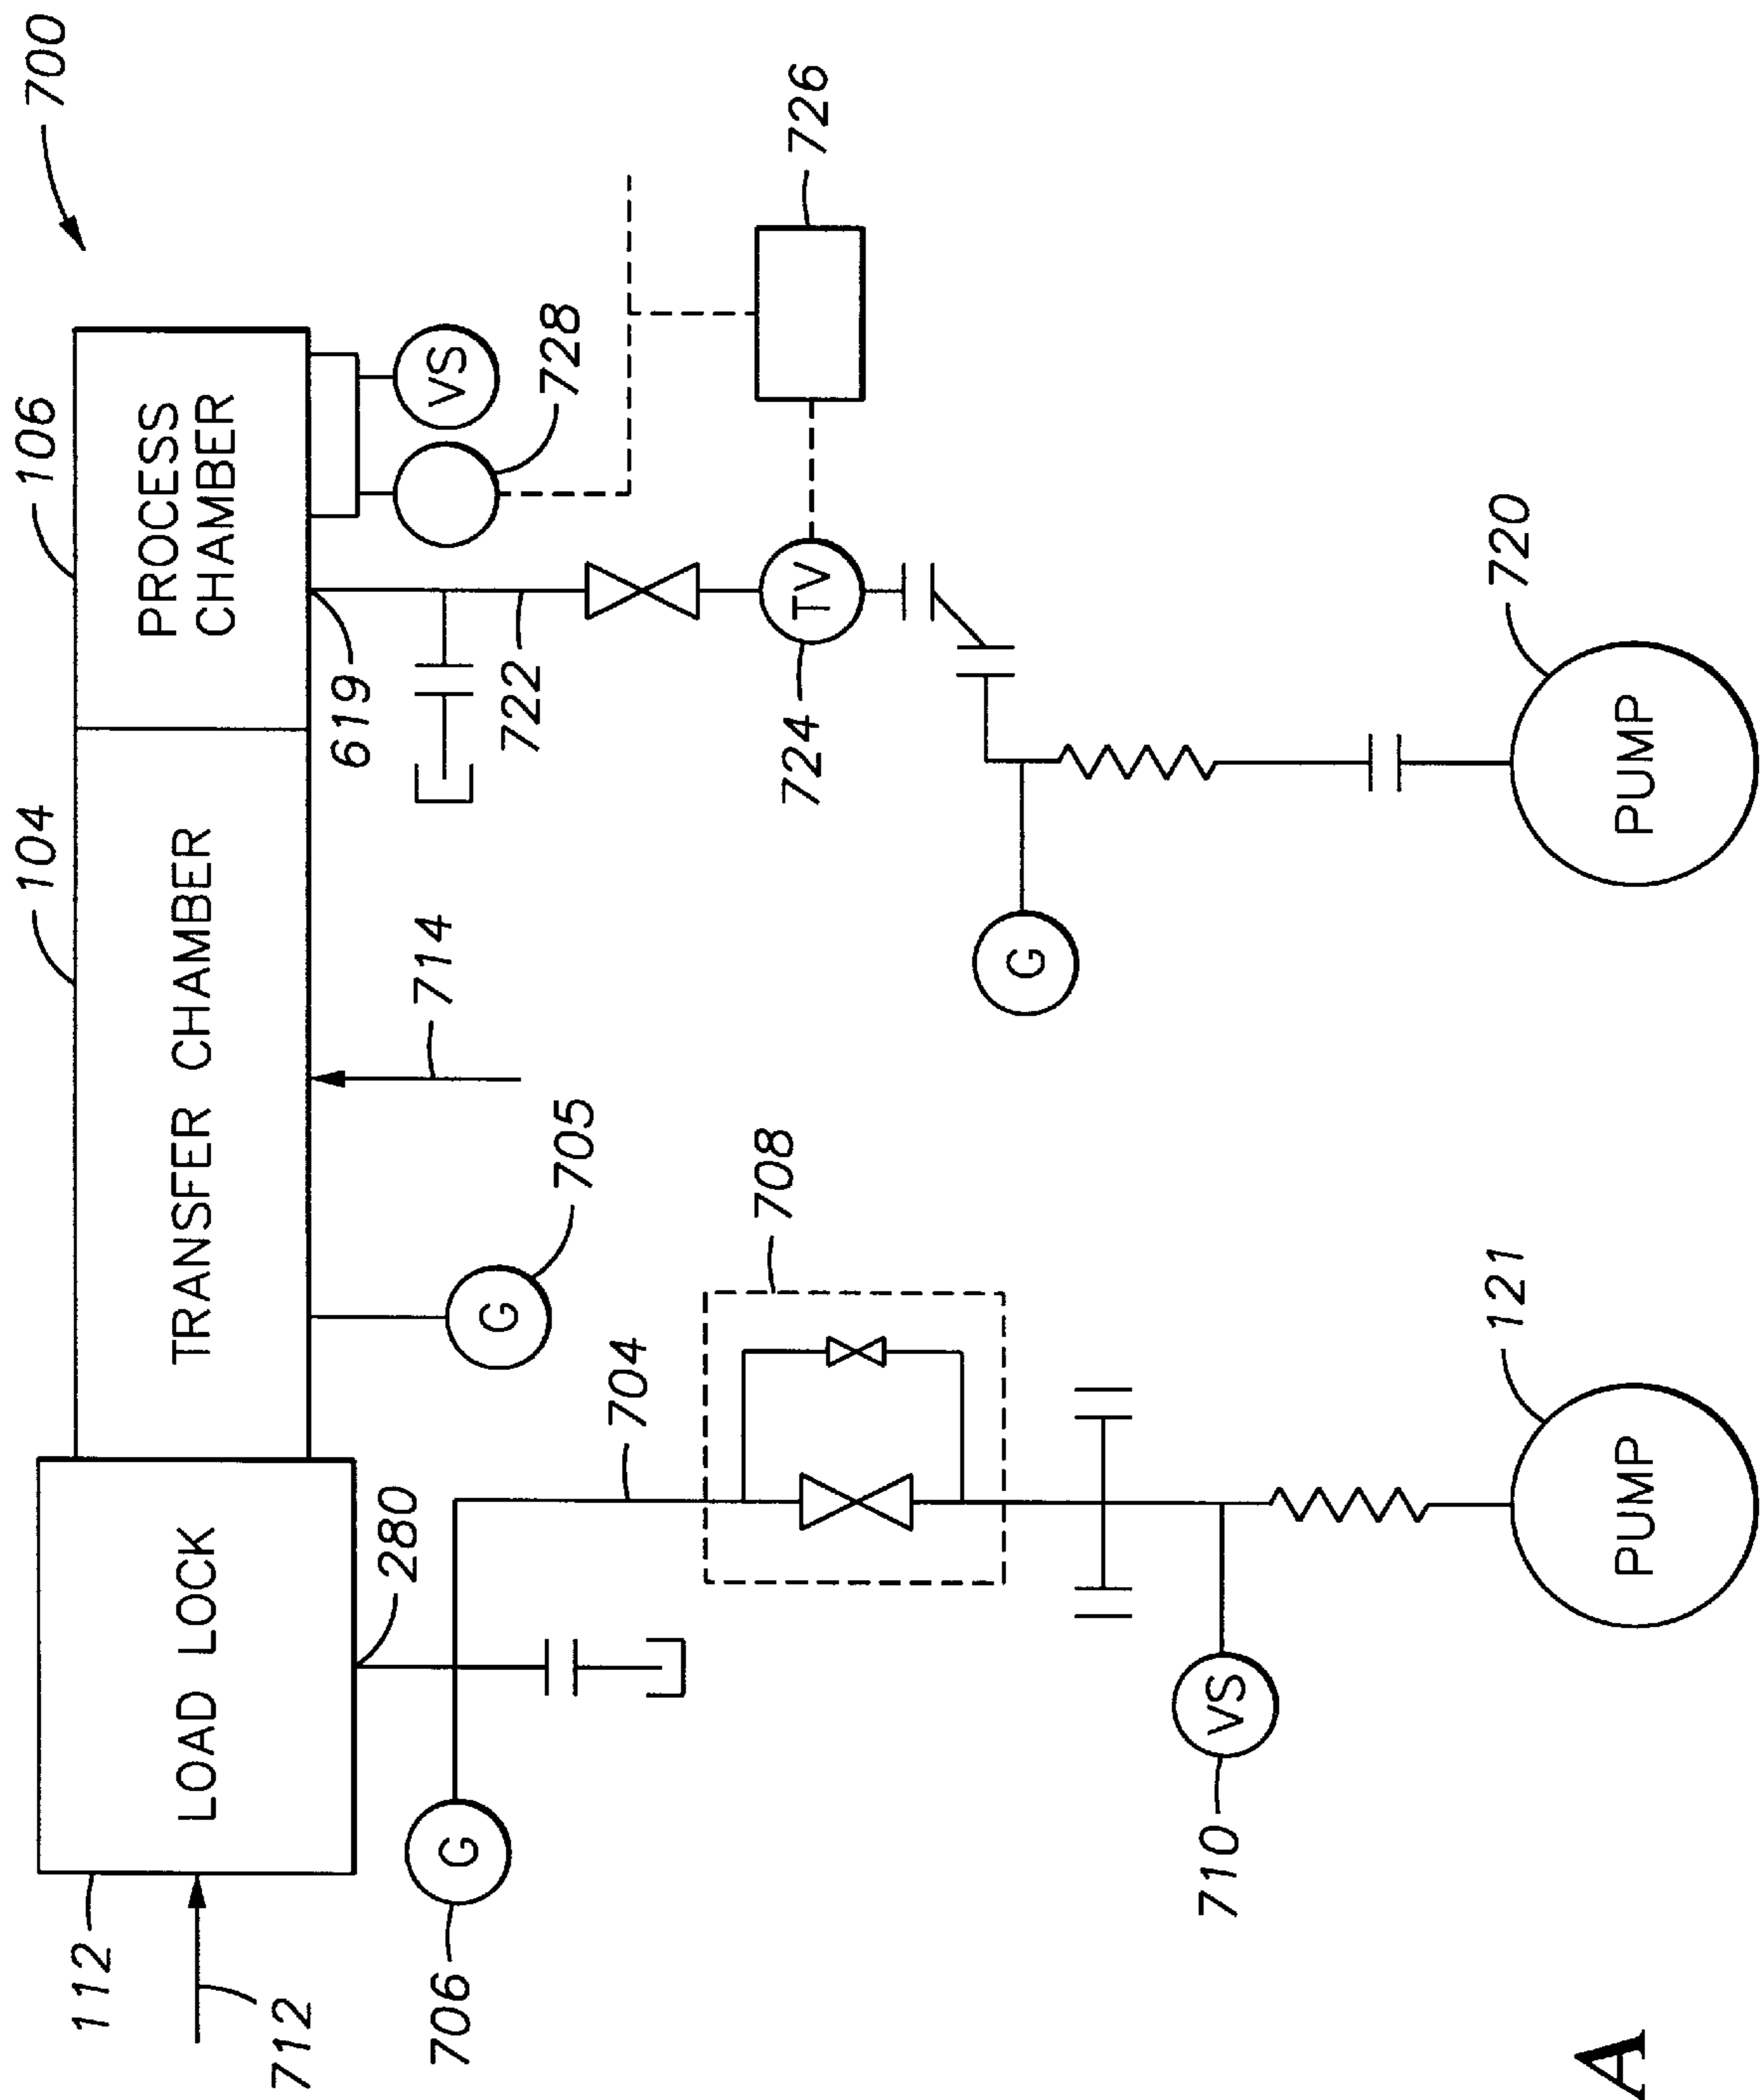 700
106
104
PROCESS
CHAMBER
TRANSFER CHAMBER
LOAD LOCK
112
712
VS
728
726
619
722
TV
724
714
G
705
G
720
PUMP
280
704
708
G
706
VS
710
121
PUMP
A